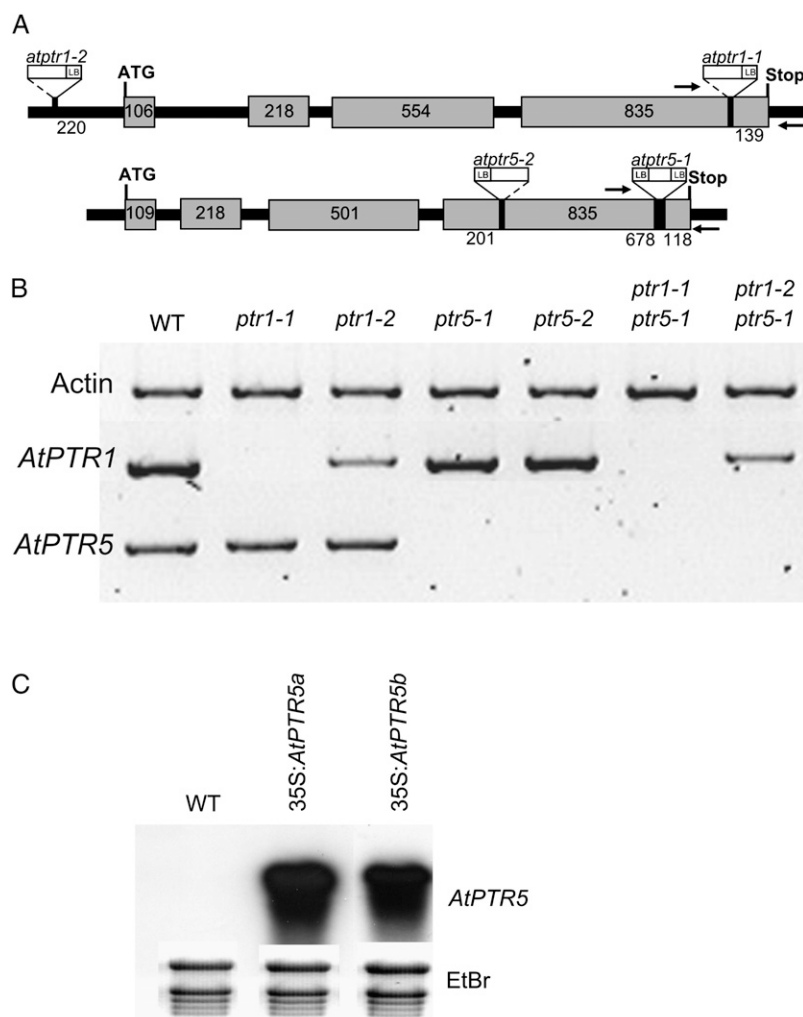 A
atptr1-2
LB
ATG
atptr1-1
LB
Stop
106
218
554
835
220
139
ATG
atptr5-2
LB
atptr5-1
LB
LB
Stop
109
218
501
835
201
678
118
B
WT
ptr1-1
ptr1-2
ptr5-1
ptr5-2
ptr1-1
ptr5-1
ptr1-2
ptr5-1
Actin
AtPTR1
AtPTR5
C
WT
35S:AtPTR5a
35S:AtPTR5b
AtPTR5
EtBr